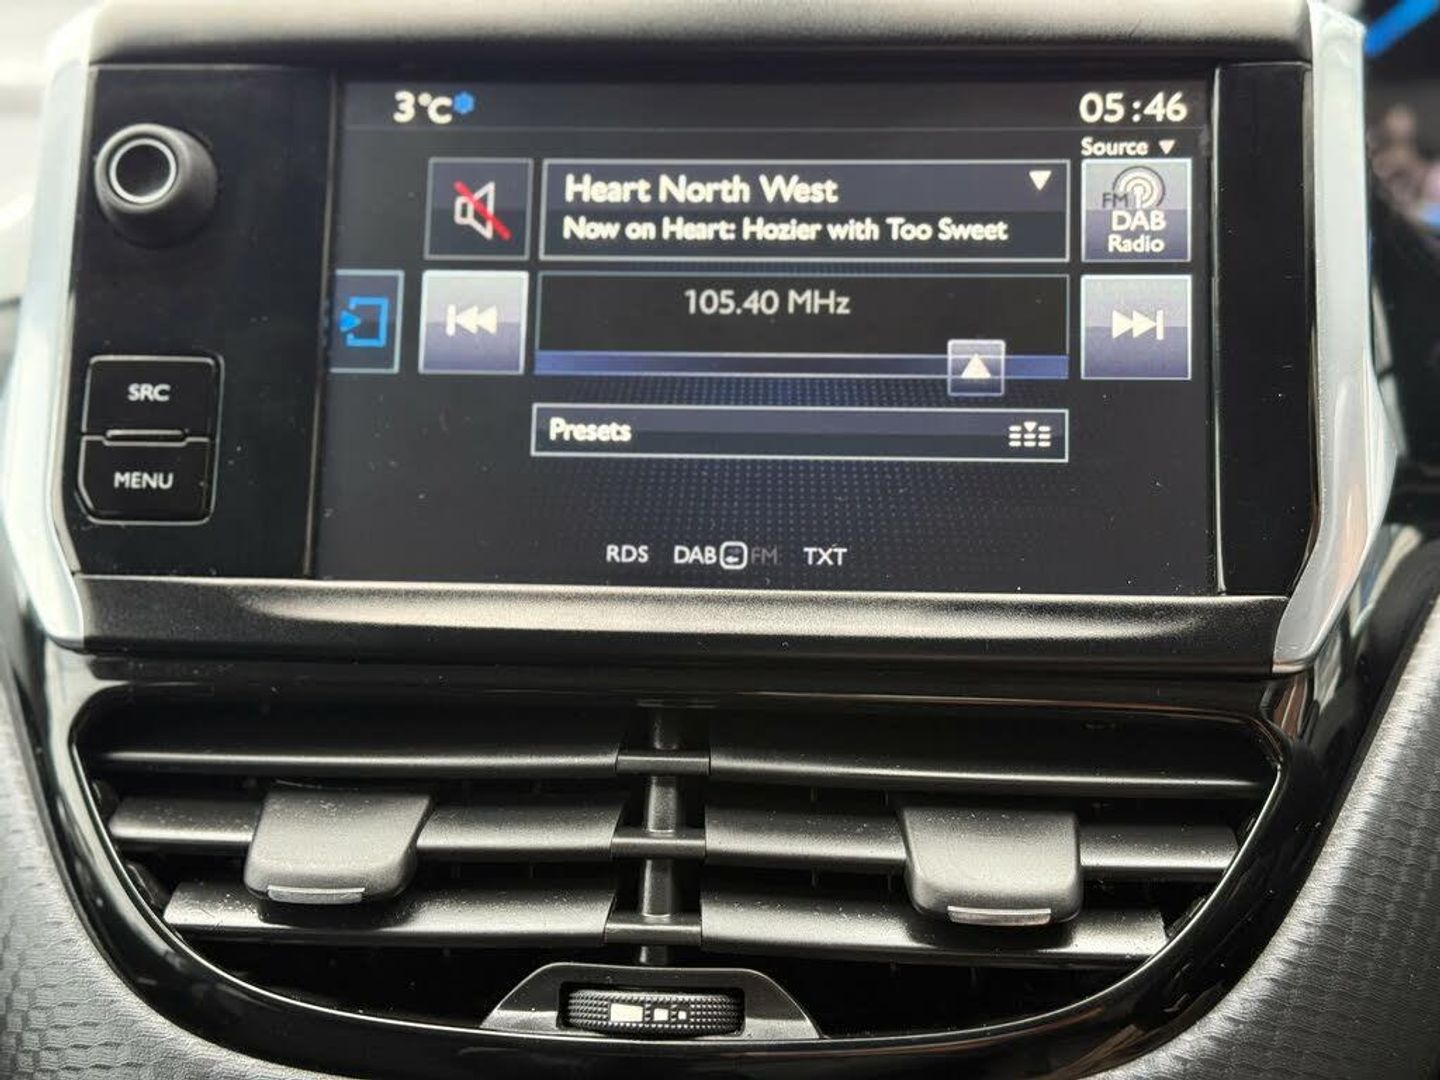 3°C
05:46
Source
Heart North West
Now on Heart: Hozier with Too Sweet
FM
DAB
Radio
105.40 MHz
SRC
Presets
MENU
RDS DAB FM TXT